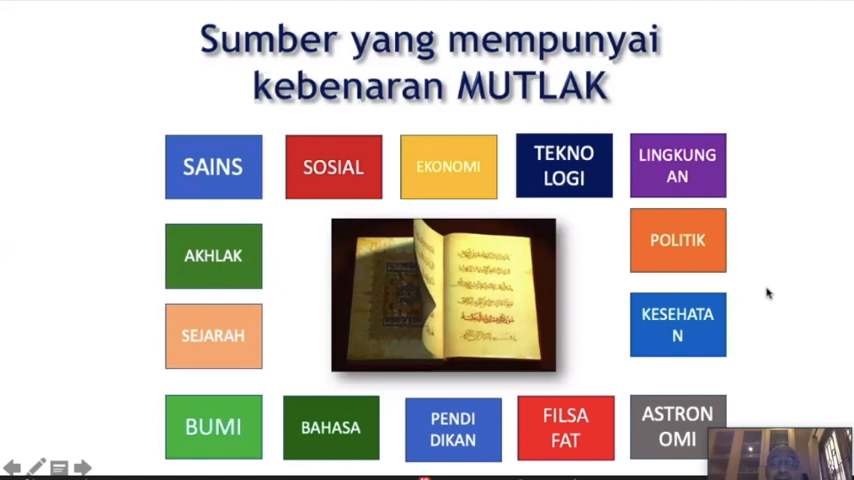 Sumber yang mempunyai
kebenaran MUTLAK
SAINS
SOSIAL
EKONOMI
TEKNO
LOGI
LINGKUNG
AN
AKHLAK
POLITIK
SEJARAH
KESEHATA
N
BUMI
BAHASA
PENDI
DIKAN
FILSA
FAT
ASTRON
OMI